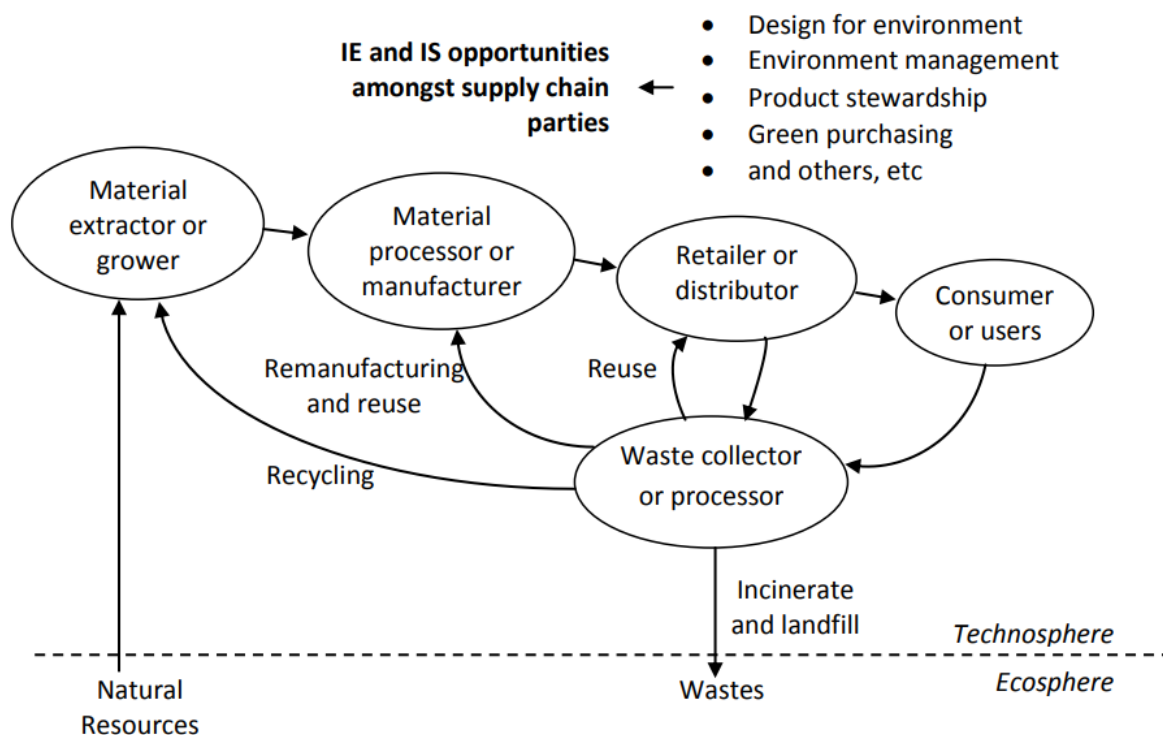 IE and IS opportunities
amongst supply chain
parties
• Design for environment
• Environment management
• Product stewardship
• Green purchasing
• and others, etc
Material
extractor or
grower
Material
processor or
manufacturer
Retailer or
distributor
Consumer
or users
Remanufacturing
and reuse
Reuse
Recycling
Waste collector
or processor
Incinerate
and landfill
Technosphere
Ecosphere
Natural
Resources
Wastes